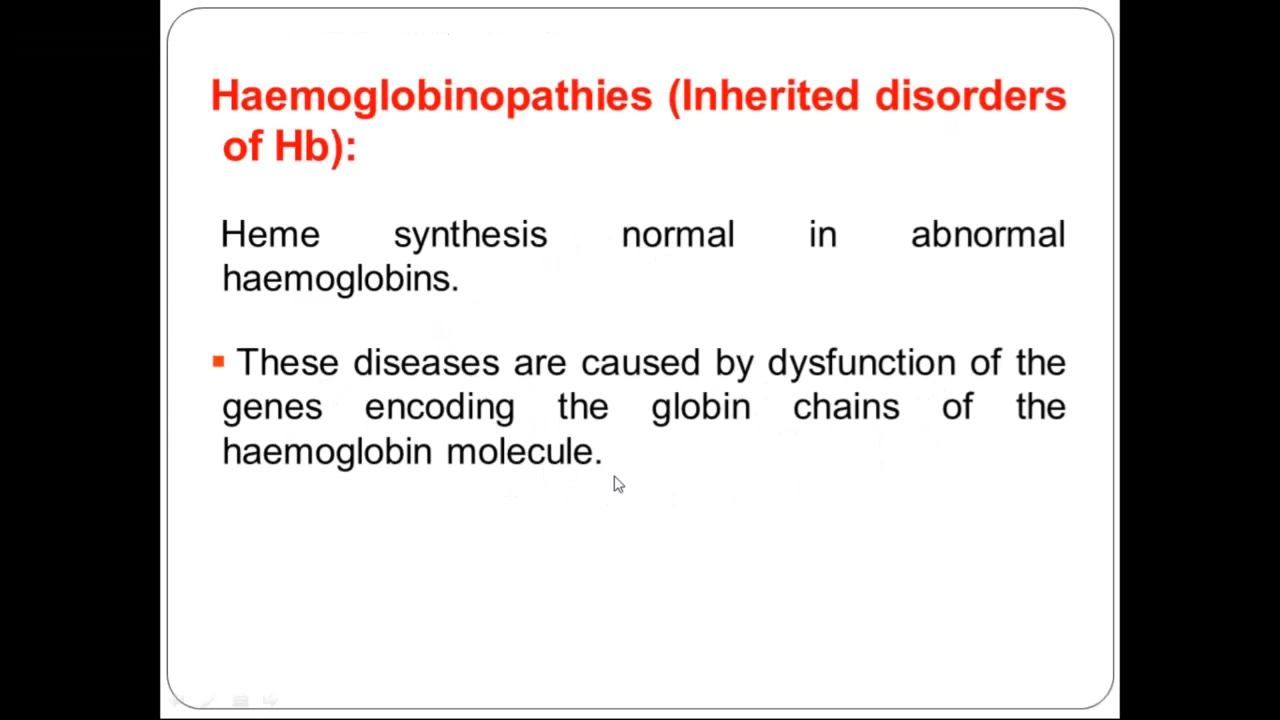 Haemoglobinopathies (Inherited disorders
of Hb):
Heme synthesis normal in abnormal
haemoglobins.
▪ These diseases are caused by dysfunction of the
genes encoding the globin chains of the
haemoglobin molecule.